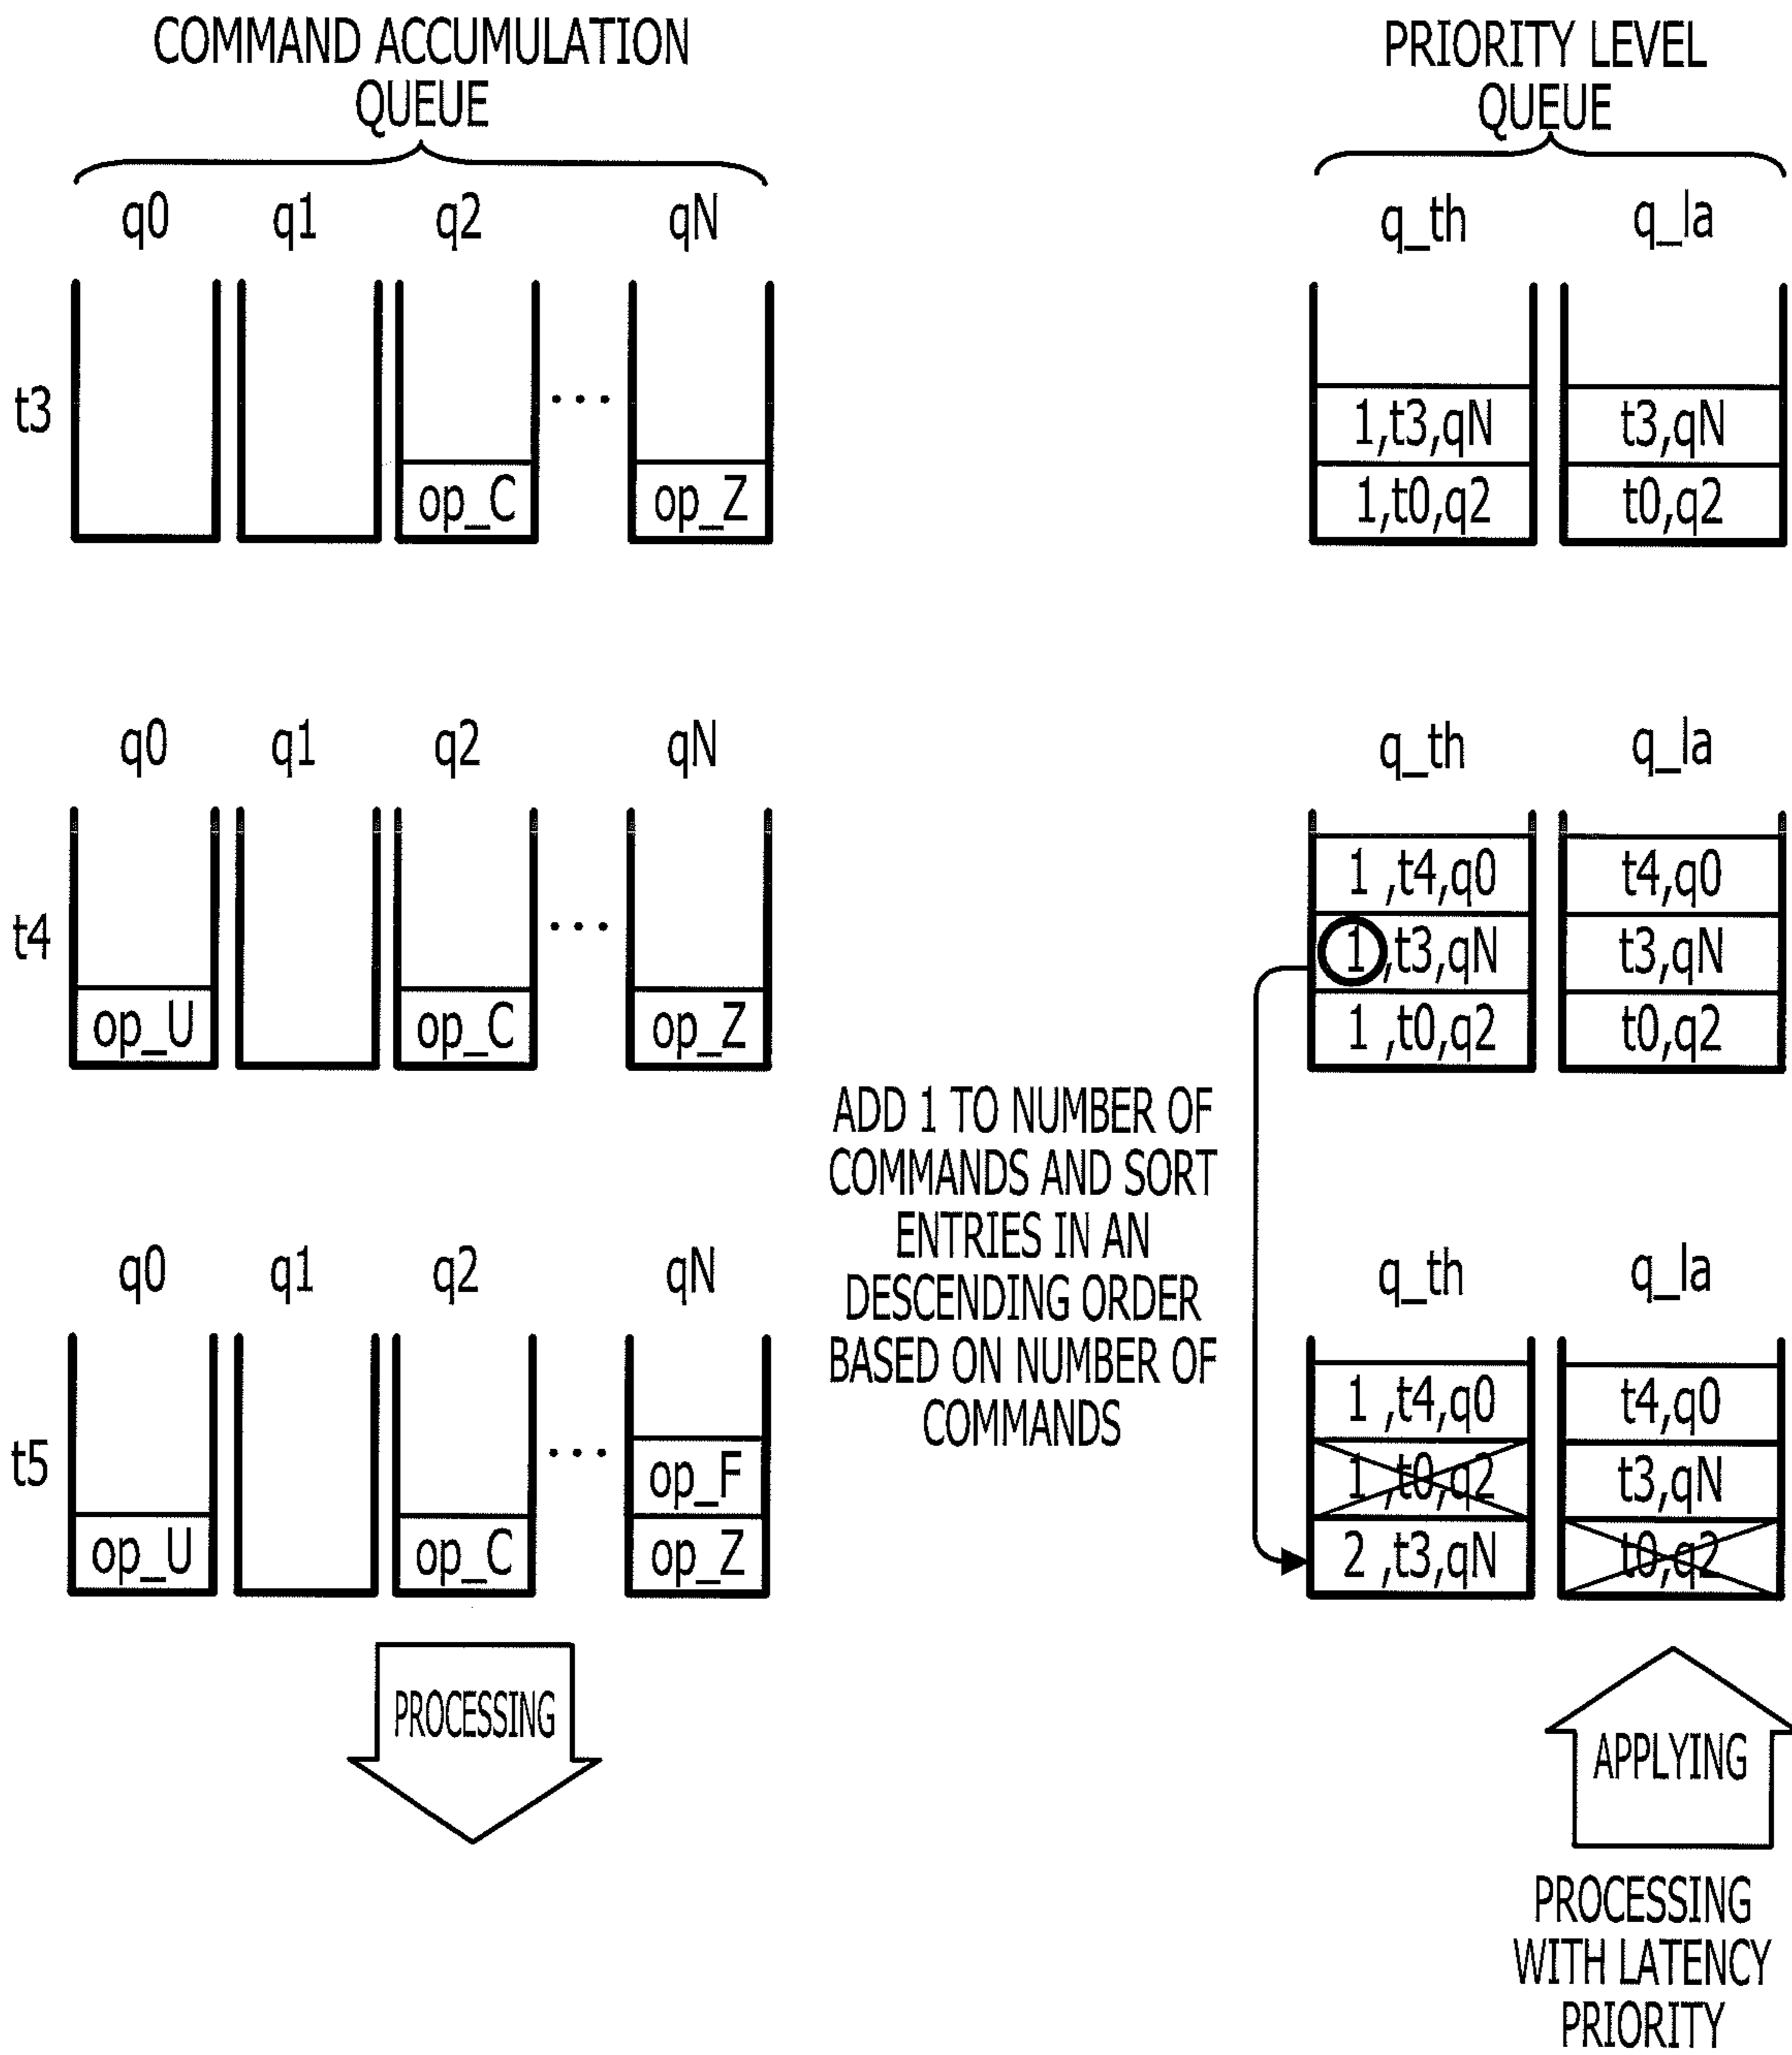 COMMAND ACCUMULATION
QUEUE
PRIORITY LEVEL
QUEUE
q0 q1 q2 qN
q_th q_la
t3
...
1,t3,qN t3,qN
op_C op_Z
1,t0,q2 t0,q2
q0 q1 q2 qN
q_th q_la
t4
...
1 ,t4,q0 t4,q0
1 ,t3,qN t3,qN
op_U op_C op_Z
1 ,t0,q2 t0,q2
ADD 1 TO NUMBER OF
COMMANDS AND SORT
ENTRIES IN AN
DESCENDING ORDER
BASED ON NUMBER OF
COMMANDS
q0 q1 q2 qN
q_th q_la
t5
...
1 ,t4,q0 t4,q0
op_F
1 ,t0,q2 t3,qN
op_U op_C op_Z
2 ,t3,qN t0,q2
PROCESSING
APPLYING
PROCESSING
WITH LATENCY
PRIORITY